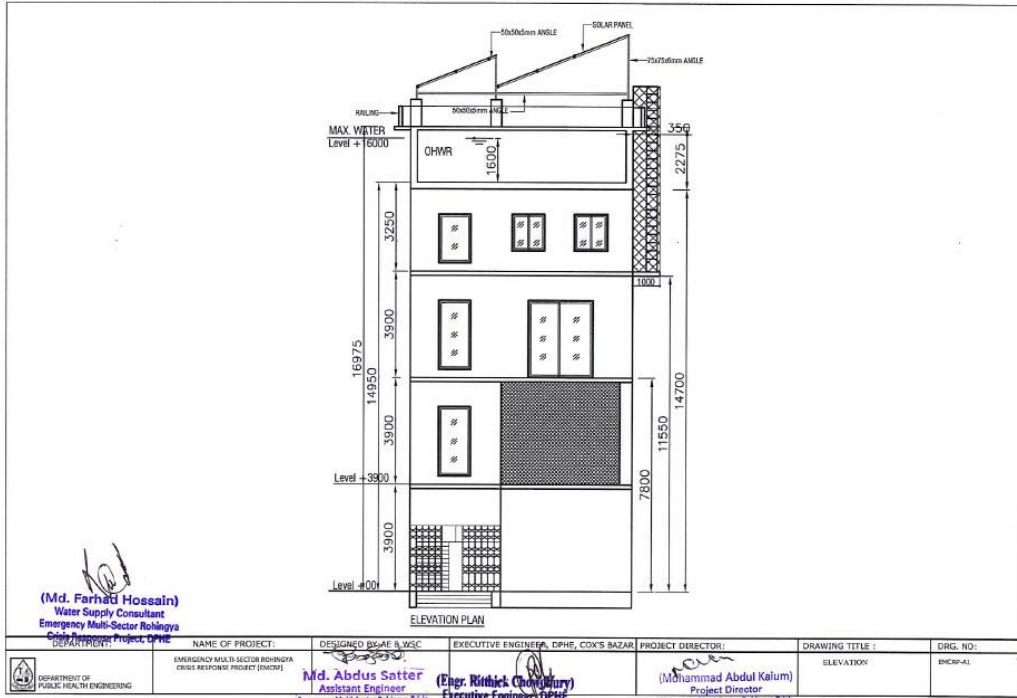 50x50x5mm ANGLE
SOLAR PANEL
75x75x6mm ANGLE
50x50x5mm ANGLE
RAILING
MAX. WATER
Level +16000
OHWR
1600
350
2275
3250
1000
3900
16975
14950
3900
14700
11550
7800
Level +3900
3900
Level +00
ELEVATION PLAN
(Md. Farhad Hossain)
Water Supply Consultant
Emergency Multi-Sector Rohingya
Crisis Response Project, DPHE
DEPARTMENT:
DEPARTMENT OF
PUBLIC HEALTH ENGINEERING
NAME OF PROJECT:
EMERGENCY MULTI-SECTOR ROHINGYA
CRISIS RESPONSE PROJECT [EMCRP]
DESIGNED BY-AE & WSC
Md. Abdus Satter
Assistant Engineer
EXECUTIVE ENGINEER, DPHE, COX'S BAZAR
(Engr. Ritthick Chowdhury)
Executive Engineer, DPHE
PROJECT DIRECTOR:
(Mohammad Abdul Kaium)
Project Director
DRAWING TITLE :
ELEVATION
DRG. NO:
EMCRP-A1